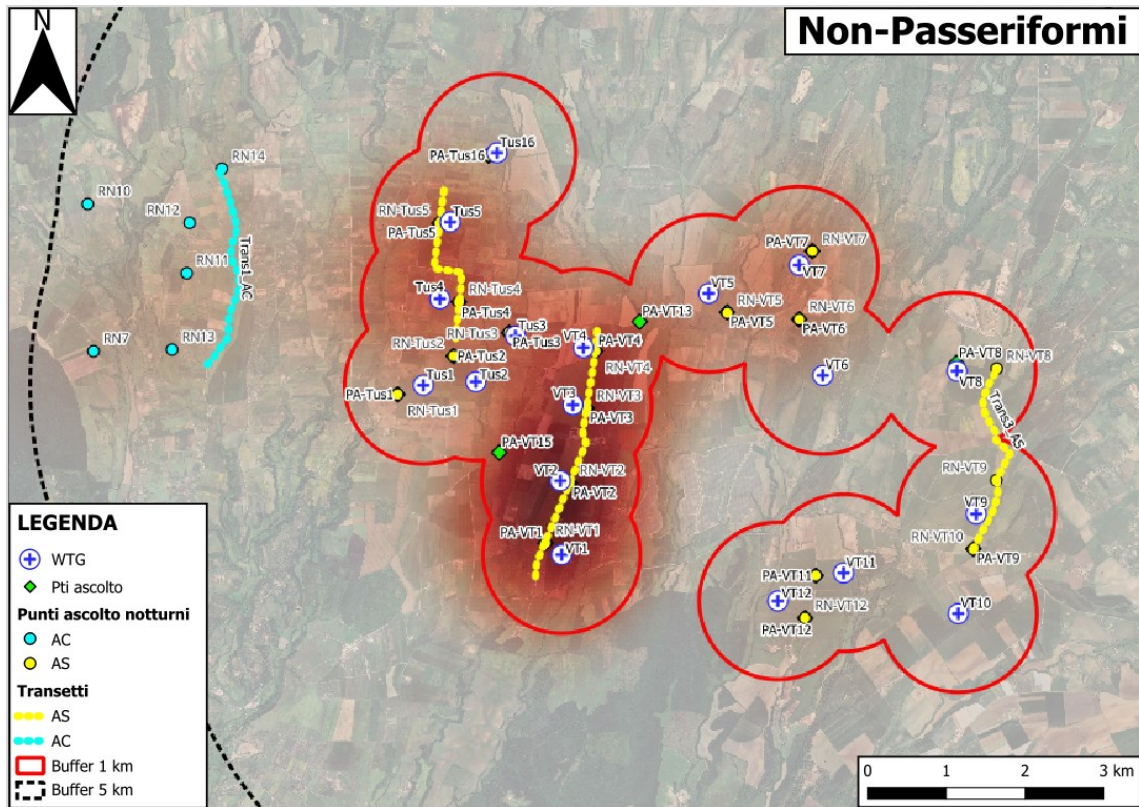 N
Non-Passeriformi
Tus16
PA-Tus16
RN14
RN10
RN12
RN-Tus5
Tus5
PA-Tus5
RN11
Trans1_AC
PA-VT7
RN-VT7
VT7
VT5
Tus4
RN-Tus4
PA-Tus4
PA-VT13
RN-VT5
PA-VT5
RN-VT6
PA-VT6
RN-Tus3
Tus3
PA-Tus3
RN7
RN13
RN-Tus2
PA-Tus2
VT4
PA-VT4
RN-VT4
PA-VT8
RN-VT8
VT8
VT6
Tus1
Tus2
PA-Tus1
RN-Tus1
VT3
RN-VT3
PA-VT3
Trans3_AS
PA-VT15
VT2
RN-VT2
PA-VT2
RN-VT9
VT9
PA-VT1
RN-VT1
VT1
RN-VT10
PA-VT9
PA-VT11
VT11
VT12
RN-VT12
PA-VT12
VT10
LEGENDA
WTG
Pti ascolto
Punti ascolto notturni
AC
AS
Transetti
AS
AC
Buffer 1 km
Buffer 5 km
0 1 2 3 km